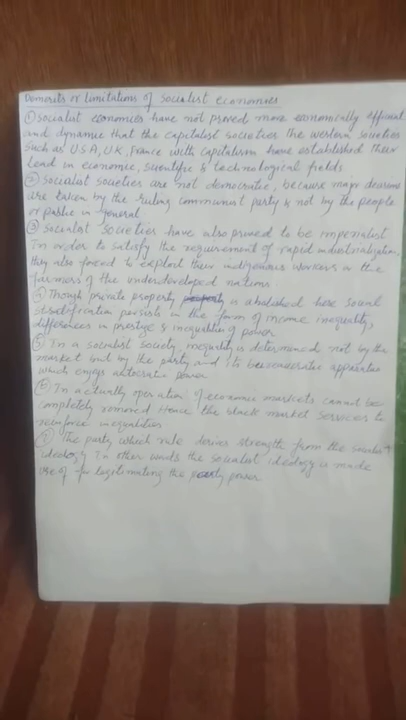 Demerits or limitations of Socialist economies
① Socialist economies have not proved more economically efficient
and dynamic that the capitalist societies the western societies
Such as USA, UK, France with capitalism have established their
lead in economic, scientific & technological fields
② Socialist societies are not democratic, because major decisions
are taken by the ruling communist party & not by the people
or public in general
③ Socialist Societies have also proved to be imperialist
In order to satisfy the requirement of rapid industrialization,
they also forced to exploit their indigenous workers or the
farmers of the underdeveloped nations
④ Though private property is abolished here social
stratification persists in the form of income inequality,
differences in prestige & inequalities of power
⑤ In a socialist society inequality is determined not by the
market but by the party and its bureaucratic apparatus
which enjoys autocratic power
⑥ In actually operation of economic markets cannot be
completely removed Hence the black market services to
reinforce inequalities
⑦ The party which rule derives strength from the
ideology In other words the socialist ideology is made
use of for legitimating the party power